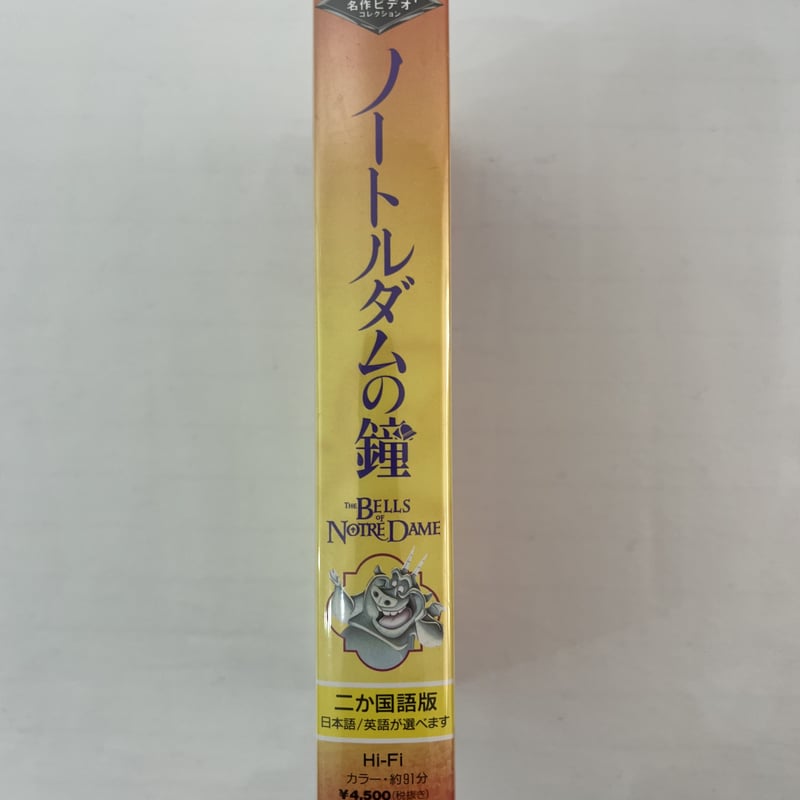 名作ビデオ
コレクション
ノートルダムの鐘
THE BELLS
OF
NOTRE DAME
二か国語版
日本語/英語が選べます
Hi-Fi
カラー・約91分
¥4,500(税抜き)